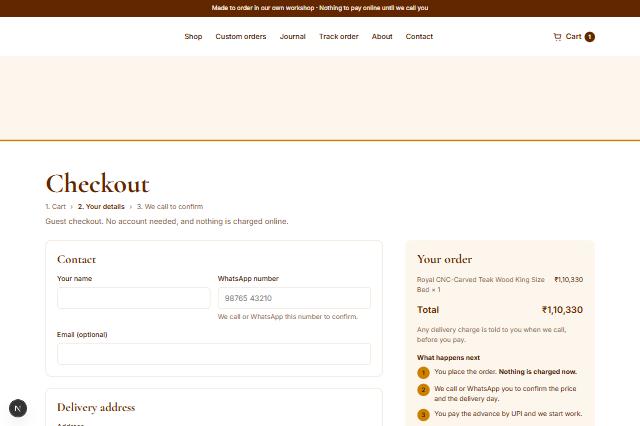 Made to order in our own workshop · Nothing to pay online until we call you
Shop Custom orders Journal Track order About Contact Cart 1
Checkout
1. Cart › 2. Your details › 3. We call to confirm
Guest checkout. No account needed, and nothing is charged online.
Contact
Your name
WhatsApp number
98765 43210
We call or WhatsApp this number to confirm.
Email (optional)
Delivery address
Your order
Royal CNC-Carved Teak Wood King Size ₹1,10,330
Bed × 1
Total ₹1,10,330
Any delivery charge is told to you when we call,
before you pay.
What happens next
1 You place the order. Nothing is charged now.
2 We call or WhatsApp you to confirm the price
and the delivery day.
3 You pay the advance by UPI and we start work.
N